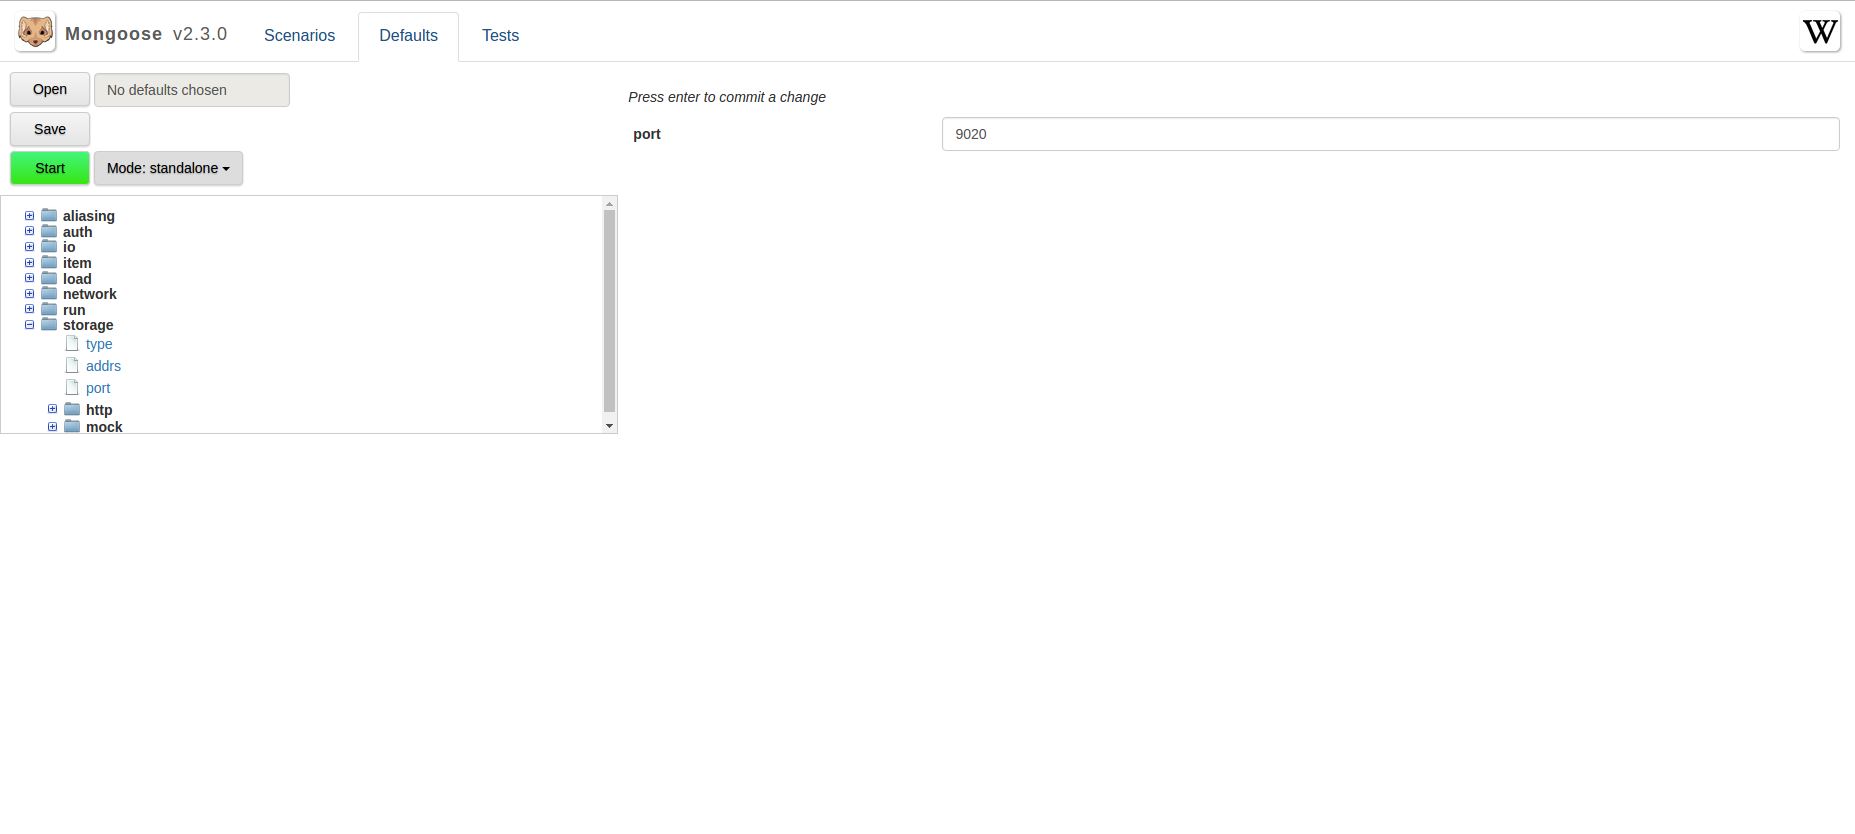 Mongoose v2.3.0 Scenarios Defaults Tests W
Open No defaults chosen
Save
Start Mode: standalone
Press enter to commit a change
port 9020
aliasing
auth
io
item
load
network
run
storage
type
addrs
port
http
mock